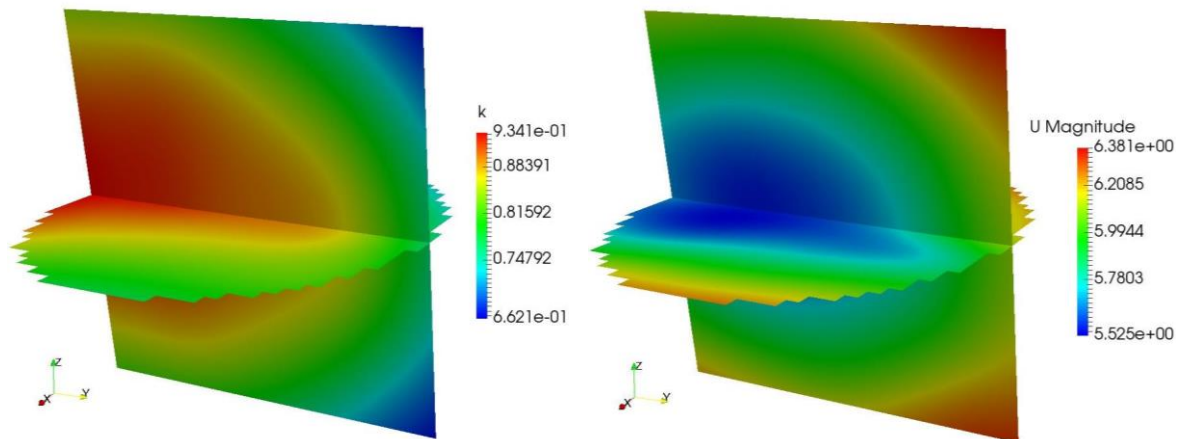 k
9.341e-01
0.88391
0.81592
0.74792
6.621e-01
Z
X
Y
U Magnitude
6.381e+00
6.2085
5.9944
5.7803
5.525e+00
Z
X
Y